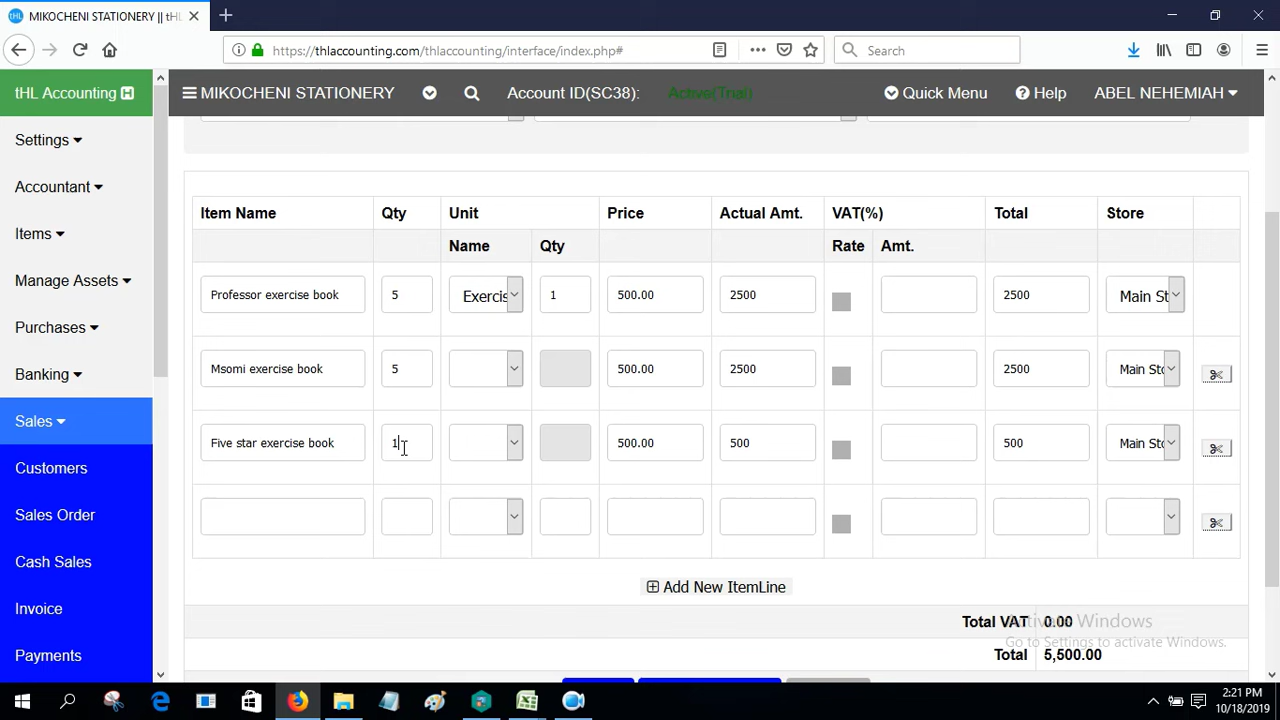 MIKOCHENI STATIONERY || tHL
https://thlaccounting.com/thlaccounting/interface/index.php#
Search
tHL Accounting
MIKOCHENI STATIONERY
Account ID(SC38):
Active(Trial)
Quick Menu
Help
ABEL NEHEMIAH
Settings
Accountant
Items
Manage Assets
Purchases
Banking
Sales
Customers
Sales Order
Cash Sales
Invoice
Payments
Item Name Qty Unit Price Actual Amt. VAT(%) Total Store
Name Qty Rate Amt.
Professor exercise book 5 Exercis 1 500.00 2500 2500 Main St
Msomi exercise book 5 500.00 2500 2500 Main Sto
Five star exercise book 1 500.00 500 500 Main Sto
Add New ItemLine
Total VAT 0.00
Total 5,500.00
Activate Windows
Go to Settings to activate Windows.
2:21 PM
10/18/2019